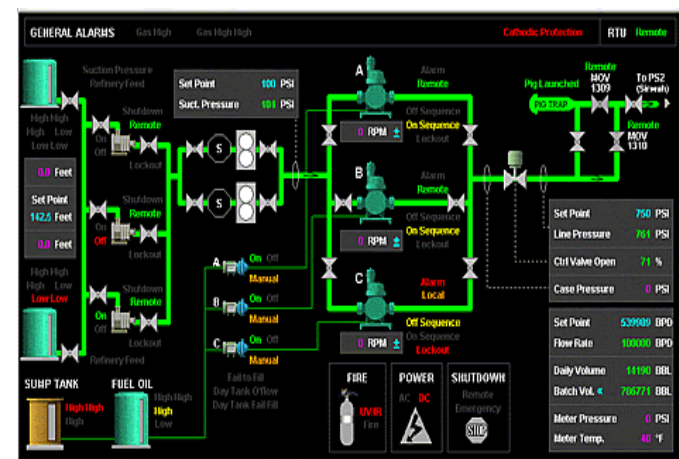 GENERAL ALARMS Gas High Gas High High Cathodic Protection RTU Remote
Suction Pressure
Refinery Feed
High High
High Low
Low Low
0.0 Feet
Set Point
142.5 Feet
0.0 Feet
High High
High Low
Low Low
Refinery Feed
Shutdown
Remote
On
Off
Lockout
Shutdown
Remote
On
Off
Lockout
Shutdown
Remote
On
Off
Lockout
Set Point 100 PSI
Suct. Pressure 101 PSI
S
S
A
Alarm
Remote
Off Sequence
On Sequence
Lockout
0 RPM ±
B
Alarm
Remote
Off Sequence
On Sequence
Lockout
0 RPM ±
C
Alarm
Local
Off Sequence
On Sequence
Lockout
0 RPM ±
A On Off
Manual
B On Off
Manual
C On Off
Manual
Fail to Fill
Day Tank O'flow
Day Tank Fail Fill
Pig Launched
PIG TRAP
Remote
MOV
1309
To PS2
(Sirwah)
Remote
MOV
1310
Set Point 750 PSI
Line Pressure 761 PSI
Ctrl Valve Open 71 %
Case Pressure 0 PSI
Set Point 539989 BPD
Flow Rate 100000 BPD
Daily Volume 14190 BBL
Batch Vol. 786771 BBL
Meter Pressure 0 PSI
Meter Temp. 40 °F
SUMP TANK
High High
High
FUEL OIL
High High
High
Low
FIRE
UV/IR
Fire
POWER
AC DC
SHUTDOWN
Remote
Emergency